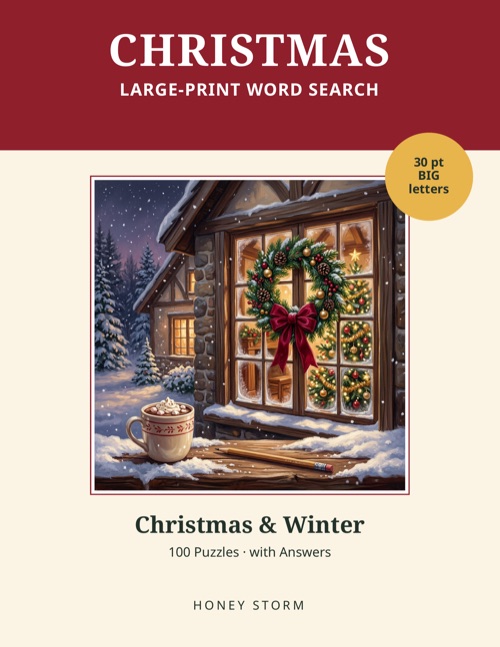 CHRISTMAS
LARGE-PRINT WORD SEARCH
30 pt
BIG
letters
Christmas & Winter
100 Puzzles · with Answers
HONEY STORM